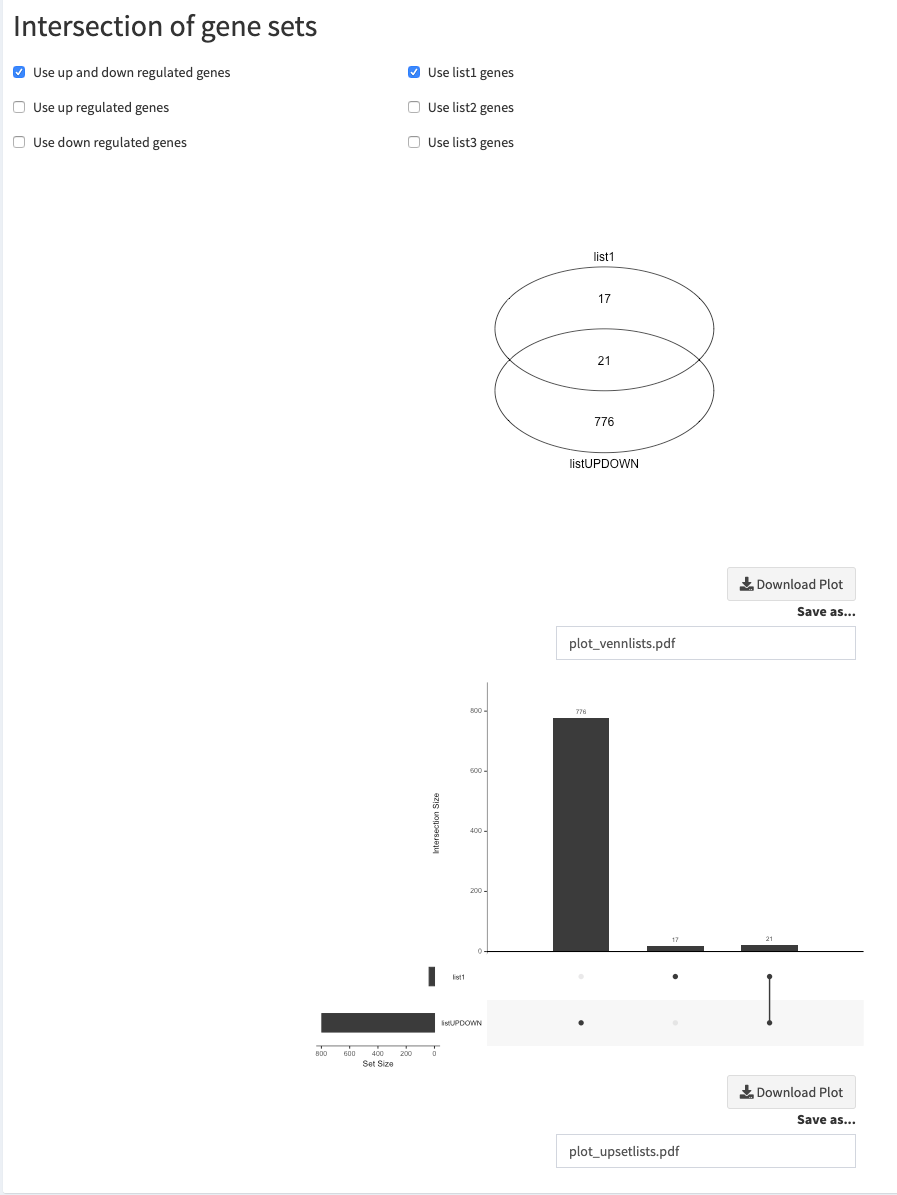 Intersection of gene sets
Use up and down regulated genes
Use list1 genes
Use up regulated genes
Use list2 genes
Use down regulated genes
Use list3 genes
list1
17
21
776
listUPDOWN
Download Plot
Save as...
plot_vennlists.pdf
800
600
400
200
0
Intersection Size
776
17
21
list1
listUPDOWN
800 600 400 200 0
Set Size
Download Plot
Save as...
plot_upsetlists.pdf